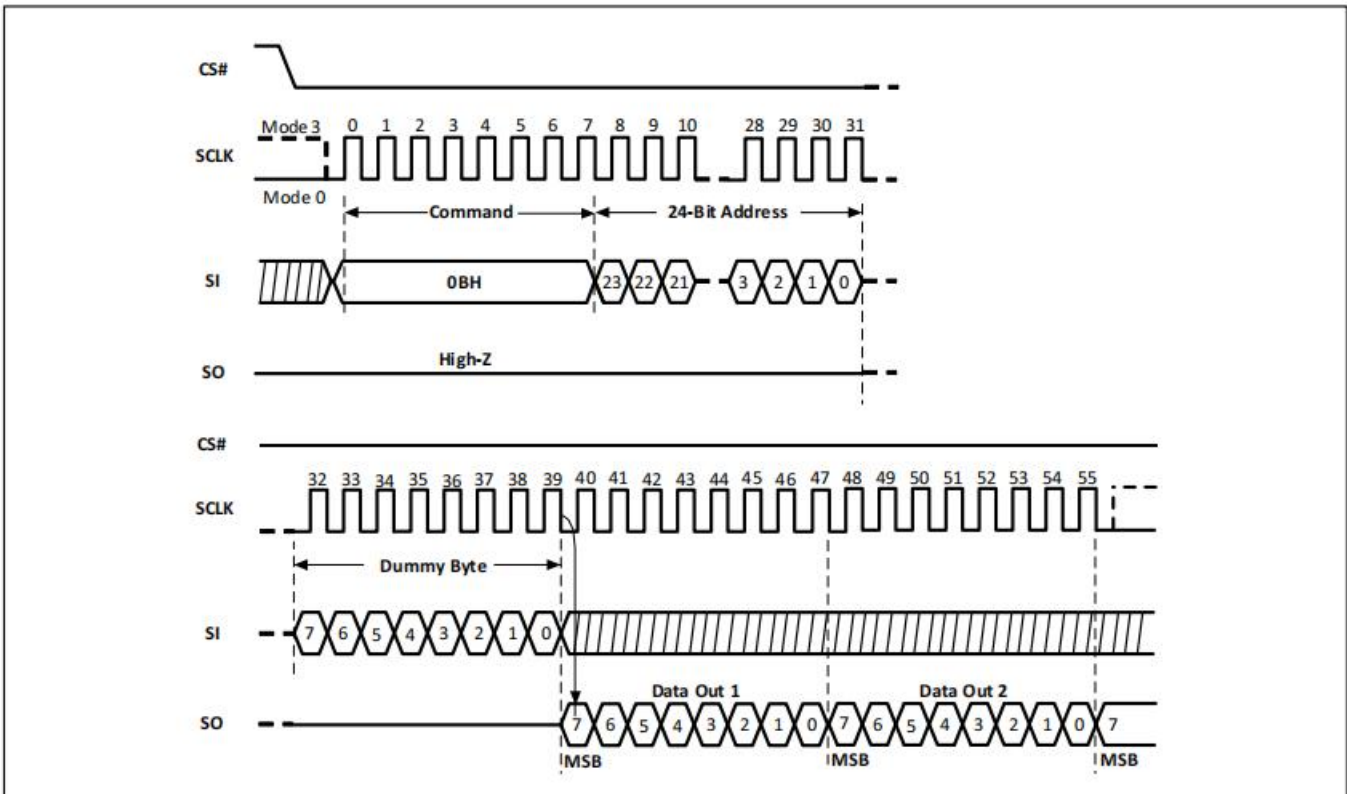 CS#
Mode 3 0 1 2 3 4 5 6 7 8 9 10 28 29 30 31
SCLK
Mode 0
Command 24-Bit Address
SI 0BH 23 22 21 3 2 1 0
High-Z
SO
CS#
32 33 34 35 36 37 38 39 40 41 42 43 44 45 46 47 48 49 50 51 52 53 54 55
SCLK
Dummy Byte
SI 7 6 5 4 3 2 1 0
Data Out 1 Data Out 2
SO 7 6 5 4 3 2 1 0 7 6 5 4 3 2 1 0 7
MSB MSB MSB